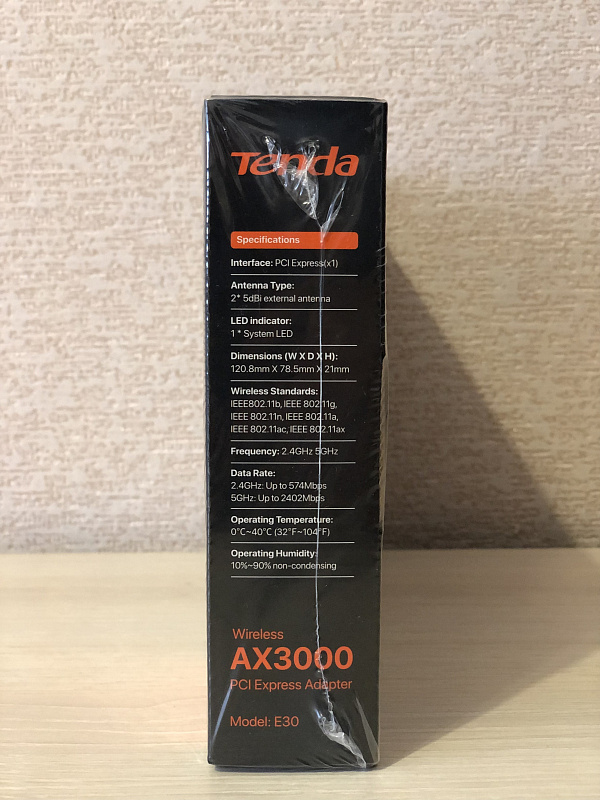 Tenda
Specifications
Interface: PCI Express(x1)
Antenna Type:
2* 5dBi external antenna
LED indicator:
1 * System LED
Dimensions (W X D X H):
120.8mm X 78.5mm X 21mm
Wireless Standards:
IEEE802.11b, IEEE 802.11g,
IEEE 802.11n, IEEE 802.11a,
IEEE 802.11ac, IEEE 802.11ax
Frequency: 2.4GHz 5GHz
Data Rate:
2.4GHz: Up to 574Mbps
5GHz: Up to 2402Mbps
Operating Temperature:
0°C~40°C (32°F~104°F)
Operating Humidity:
10%~90% non-condensing
Wireless
AX3000
PCI Express Adapter
Model: E30